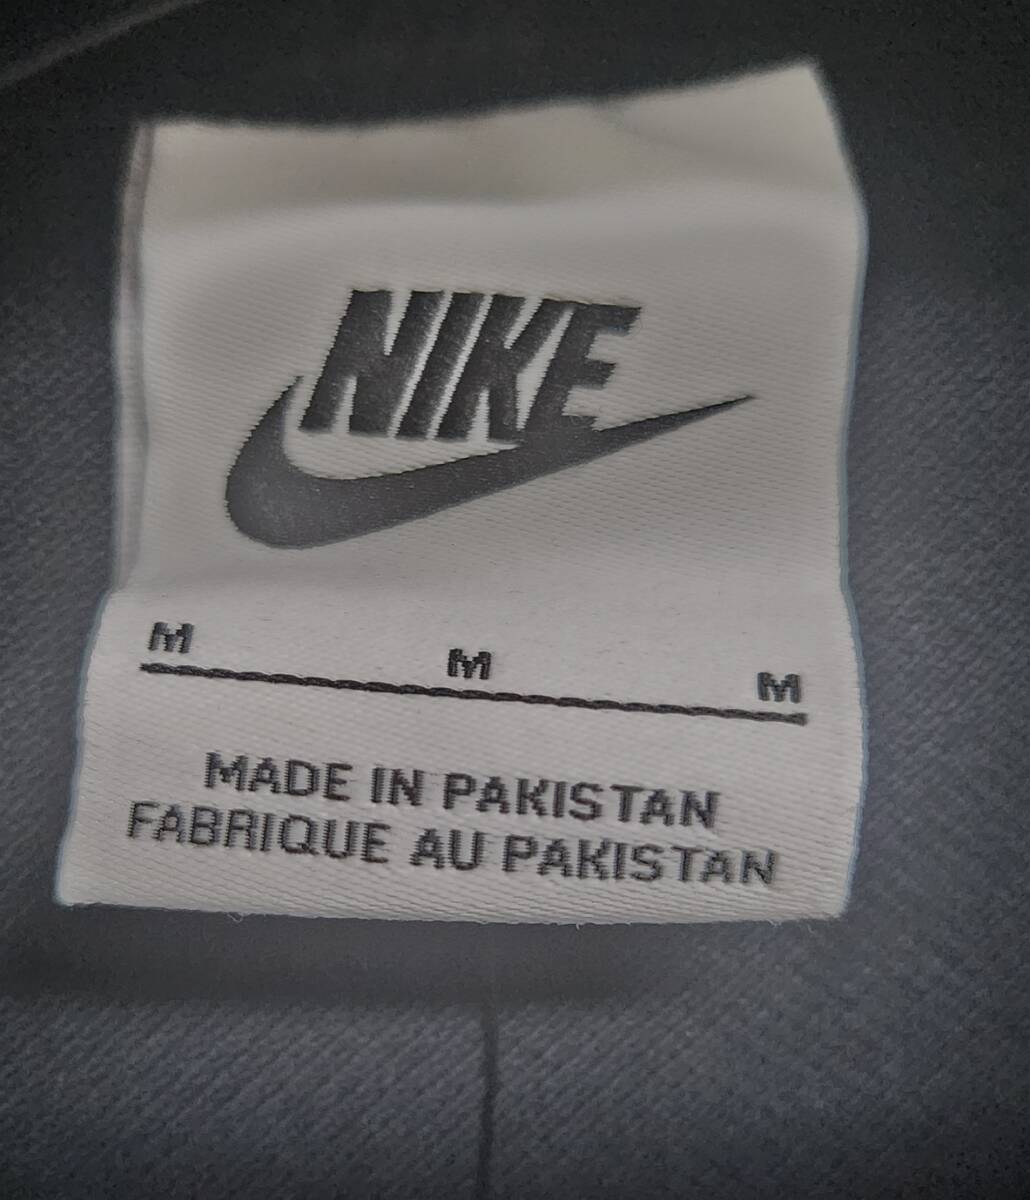 NIKE
M M M
MADE IN PAKISTAN
FABRIQUE AU PAKISTAN